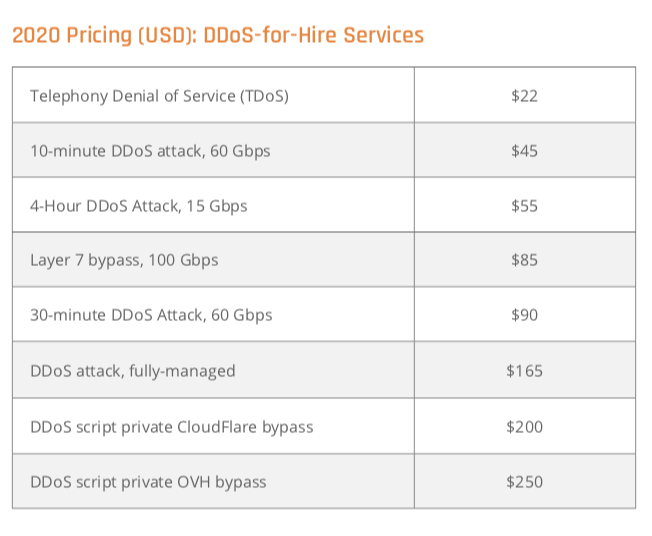 2020 Pricing (USD): DDoS-for-Hire Services
Telephony Denial of Service (TDoS) $22
10-minute DDoS attack, 60 Gbps $45
4-Hour DDoS Attack, 15 Gbps $55
Layer 7 bypass, 100 Gbps $85
30-minute DDoS Attack, 60 Gbps $90
DDoS attack, fully-managed $165
DDoS script private CloudFlare bypass $200
DDoS script private OVH bypass $250